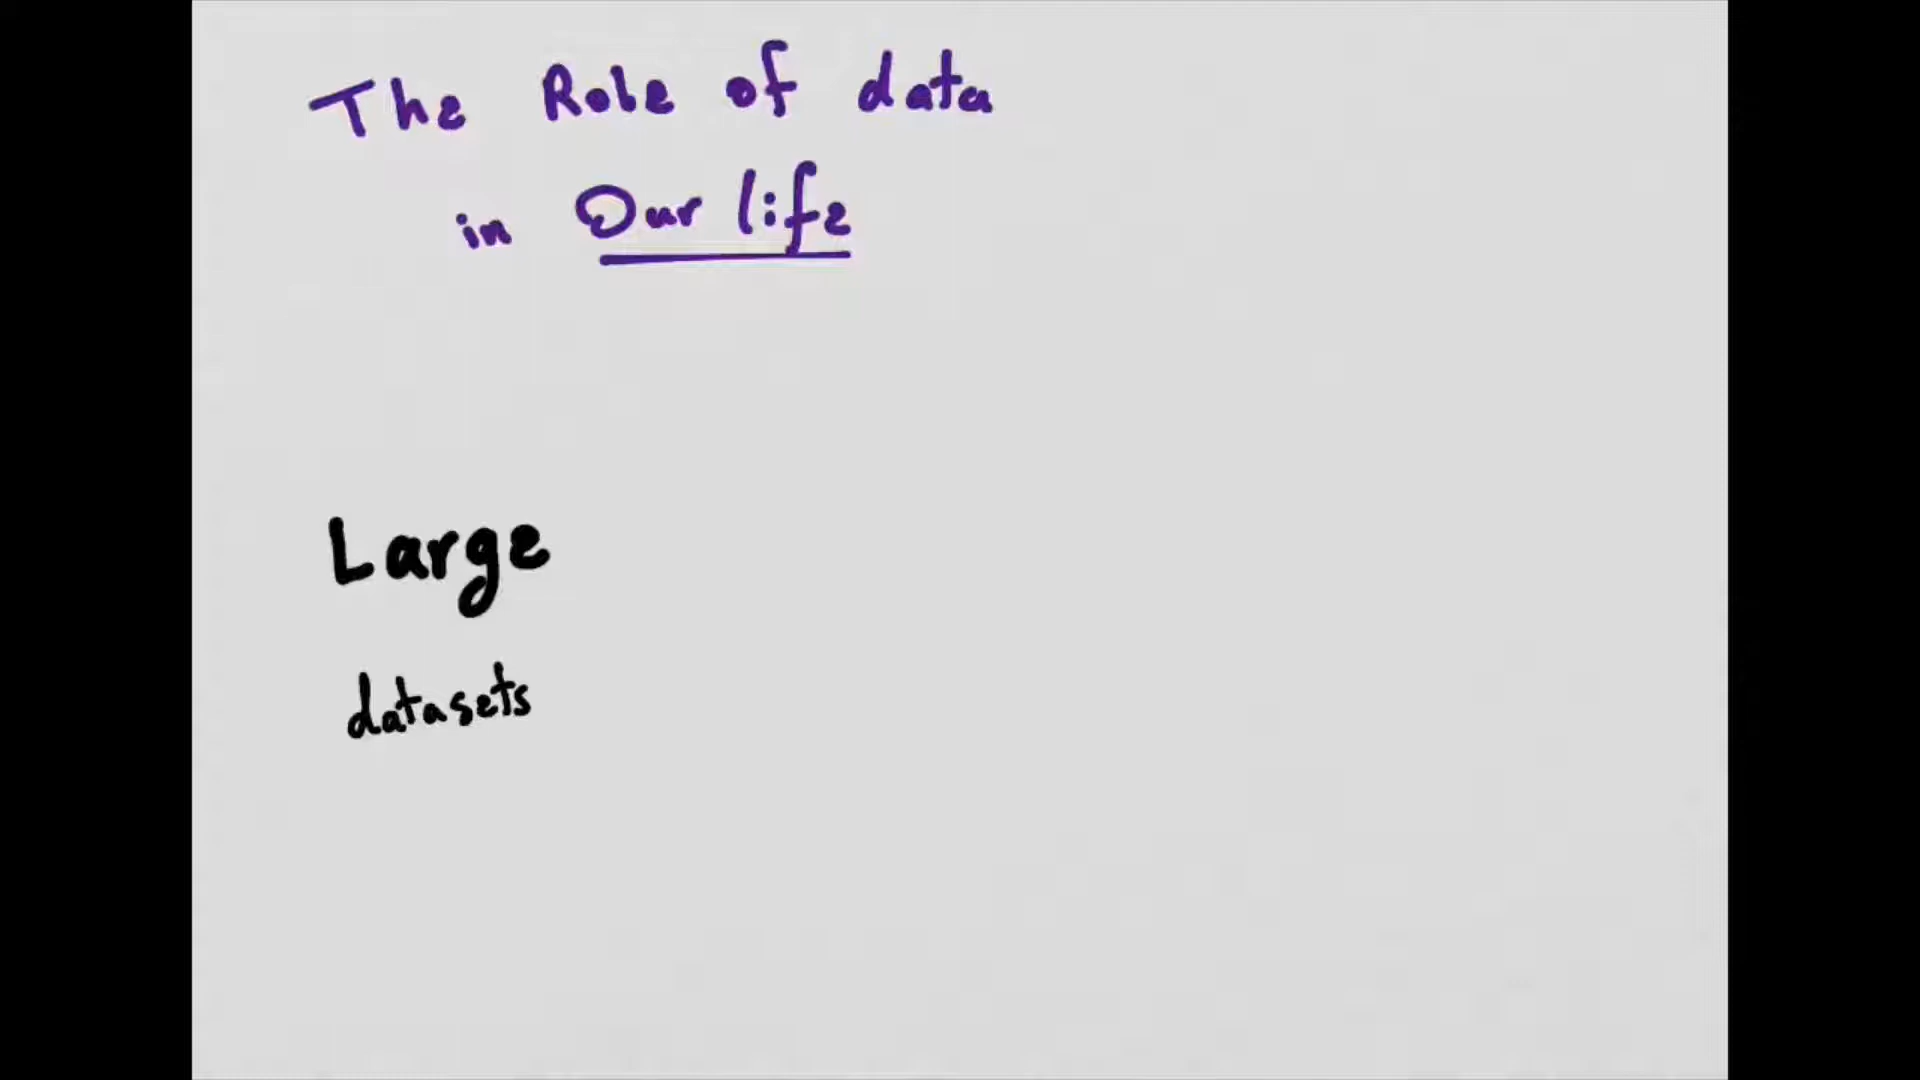 The Role of data
in Our life
Large
datasets